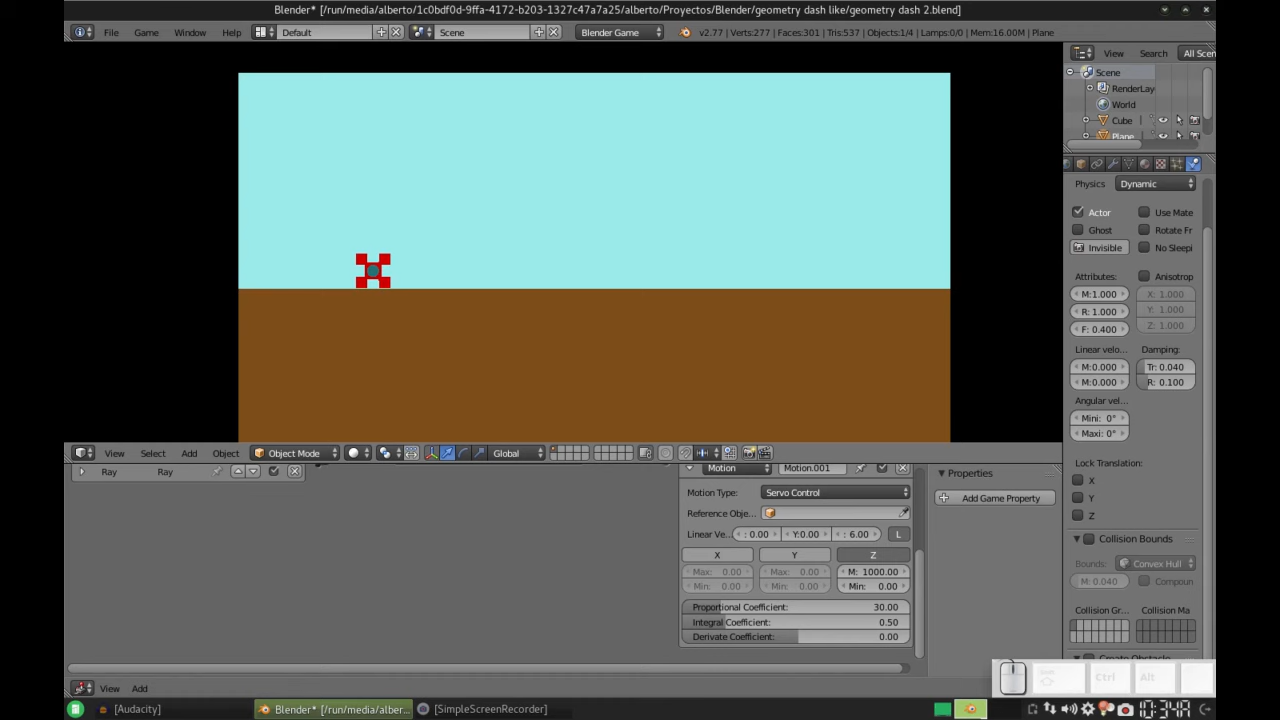 Blender* [/run/media/alberto/1c0bdf0d-9ffa-4172-b203-1327c47a7a25/alberto/Proyectos/Blender/geometry dash like/geometry dash 2.blend]
File Game Window Help Default Scene Blender Game v2.77 | Verts:277 | Faces:301 | Tris:537 | Objects:1/4 | Lamps:0/0 | Mem:16.00M | Plane
View Search All Scen
Scene
RenderLay
World
Cube
Plane
Physics Dynamic
Actor Use Mate
Ghost Rotate Fr
Invisible No Sleepi
Attributes: Anisotrop
M:1.000 X: 1.000
R: 1.000 Y: 1.000
F: 0.400 Z: 1.000
Linear velo... Damping:
M:0.000 Tr: 0.040
M:0.000 R: 0.100
Angular vel...
Mini: 0°
Maxi: 0°
Lock Translation:
X
Y
Z
Collision Bounds
Bounds: Convex Hull
M: 0.040 Compoun
Collision Gr... Collision Ma
View Select Add Object Object Mode Global
Ray Ray
Motion Motion.001
Motion Type: Servo Control
Reference Obje...
Linear Ve... : 0.00 Y:0.00 : 6.00 L
X Y Z
Max: 0.00 Max: 0.00 M: 1000.00
Min: 0.00 Min: 0.00 Min: 0.00
Proportional Coefficient: 30.00
Integral Coefficient: 0.50
Derivate Coefficient: 0.00
Properties
Add Game Property
View Add
Ctrl Alt
[Audacity] Blender* [/run/media/alber... [SimpleScreenRecorder] 10:34A